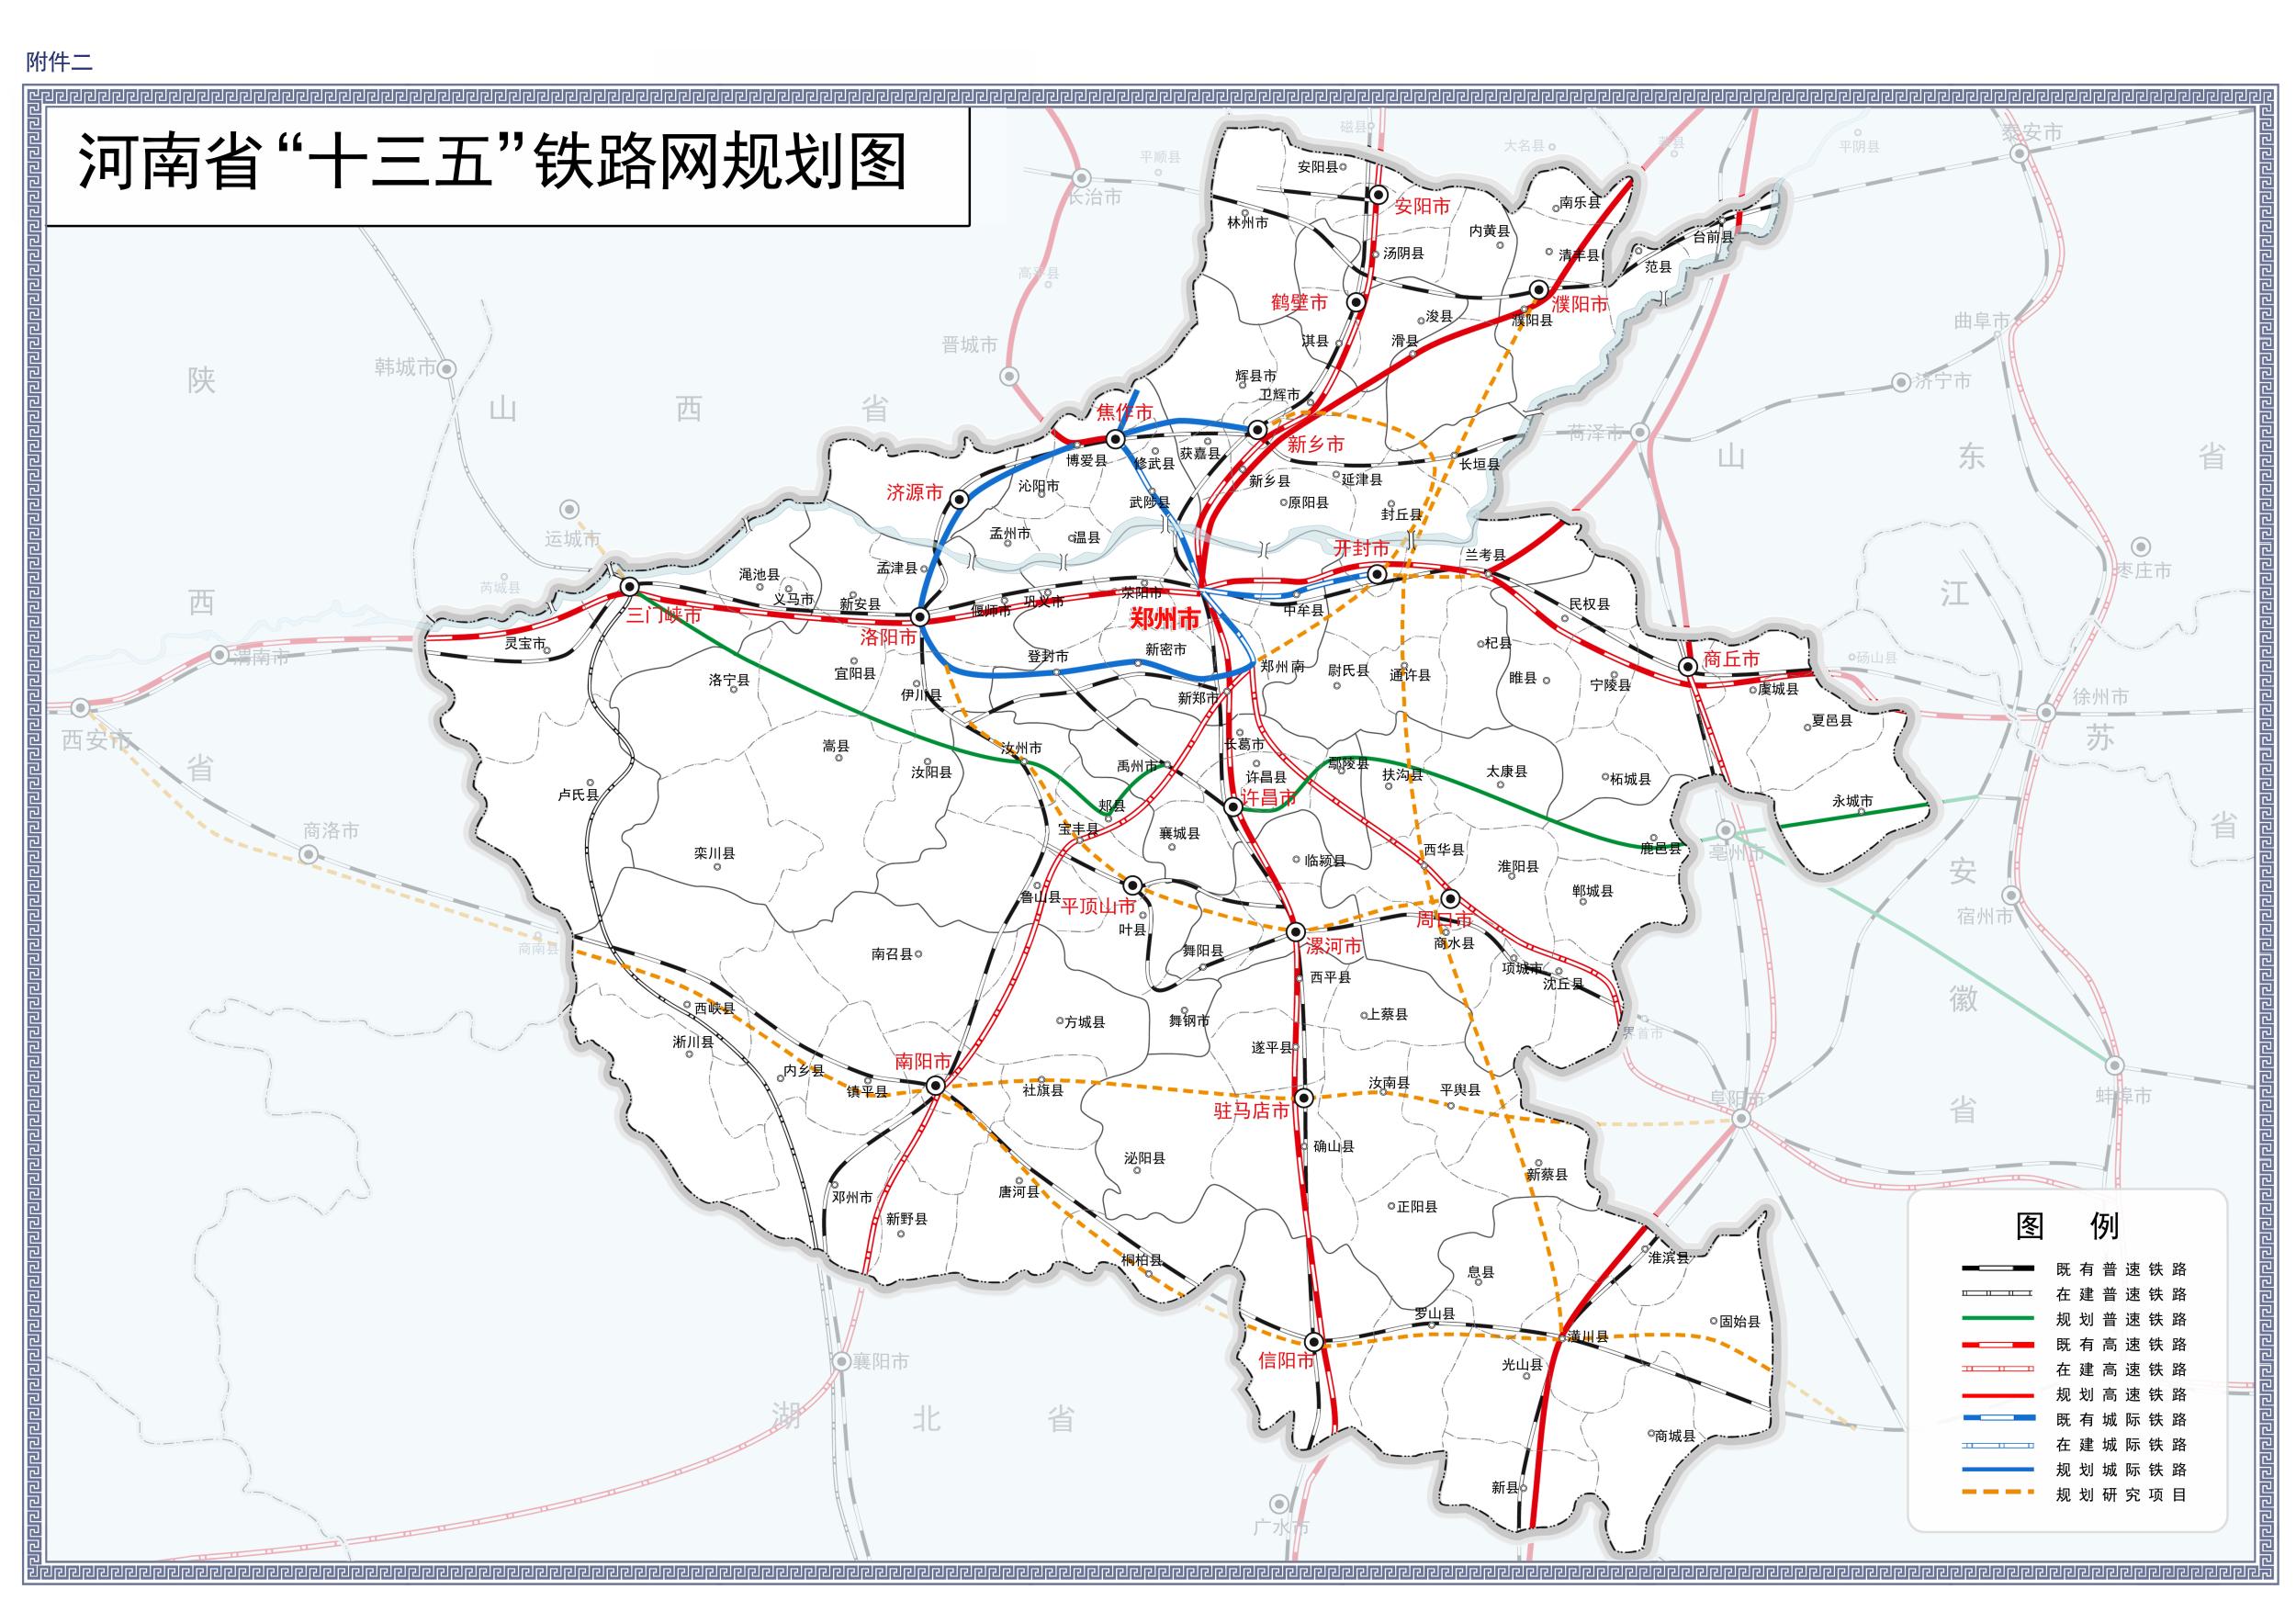 附件二
河南省“十三五”铁路网规划图
磁县
平顺县
大名县
平阴县
泰安市
长治市
安阳县
安阳市
南乐县
林州市
内黄县
台前县
汤阴县
清丰县
范县
高平县
鹤壁市
濮阳市
浚县
濮阳县
曲阜市
晋城市
淇县
滑县
韩城市
陕
山
西
省
辉县市
卫辉县
济宁市
焦作市
新乡市
菏泽市
山
东
省
博爱县
修武县
获嘉县
长垣县
济源市
沁阳市
新乡县
延津县
武陟县
原阳县
封丘县
运城市
孟州市
温县
开封市
兰考县
枣庄市
芮城县
渑池县
孟津县
义马市
新安县
偃师市
巩义市
荥阳市
中牟县
民权县
江
西
三门峡市
洛阳市
郑州市
灵宝市
渭南市
登封市
新密市
杞县
商丘市
砀山县
洛宁县
宜阳县
伊川县
郑州南
尉氏县
通许县
睢县
宁陵县
虞城县
新郑市
徐州市
夏邑县
西安市
嵩县
汝州市
长葛市
苏
省
汝阳县
禹州市
许昌县
鄢陵县
扶沟县
太康县
柘城县
卢氏县
郏县
许昌市
永城市
商洛市
宝丰县
襄城县
省
栾川县
临颍县
西华县
淮阳县
鹿邑县
亳州市
安
鲁山县
平顶山市
郸城县
叶县
周口市
宿州市
商南县
南召县
舞阳县
漯河市
商水县
西平县
项城市
沈丘县
西峡县
方城县
舞钢市
上蔡县
徽
界首市
淅川县
遂平县
南阳市
内乡县
镇平县
社旗县
汝南县
平舆县
阜阳市
蚌埠市
驻马店市
省
泌阳县
确山县
新蔡县
邓州市
唐河县
正阳县
新野县
桐柏县
息县
淮滨县
罗山县
固始县
潢川县
襄阳市
信阳市
光山县
湖
北
省
商城县
新县
广水市
图 例
既有普速铁路
在建普速铁路
规划普速铁路
既有高速铁路
在建高速铁路
规划高速铁路
既有城际铁路
在建城际铁路
规划城际铁路
规划研究项目